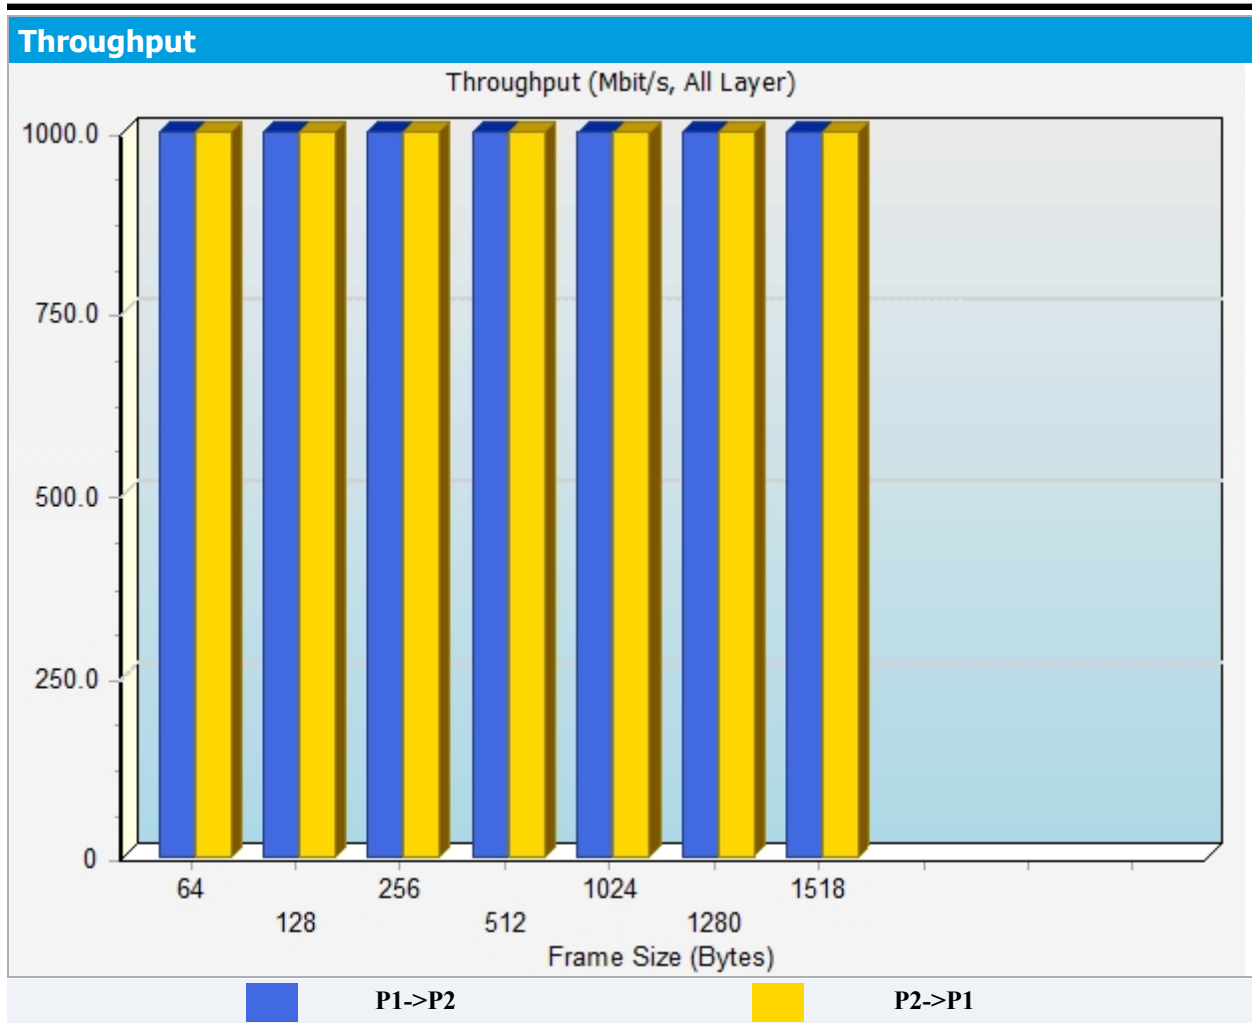 Throughput
Throughput (Mbit/s, All Layer)
1000.0
750.0
500.0
250.0
0
64 256 1024 1518
128 512 1280
Frame Size (Bytes)
P1->P2 P2->P1